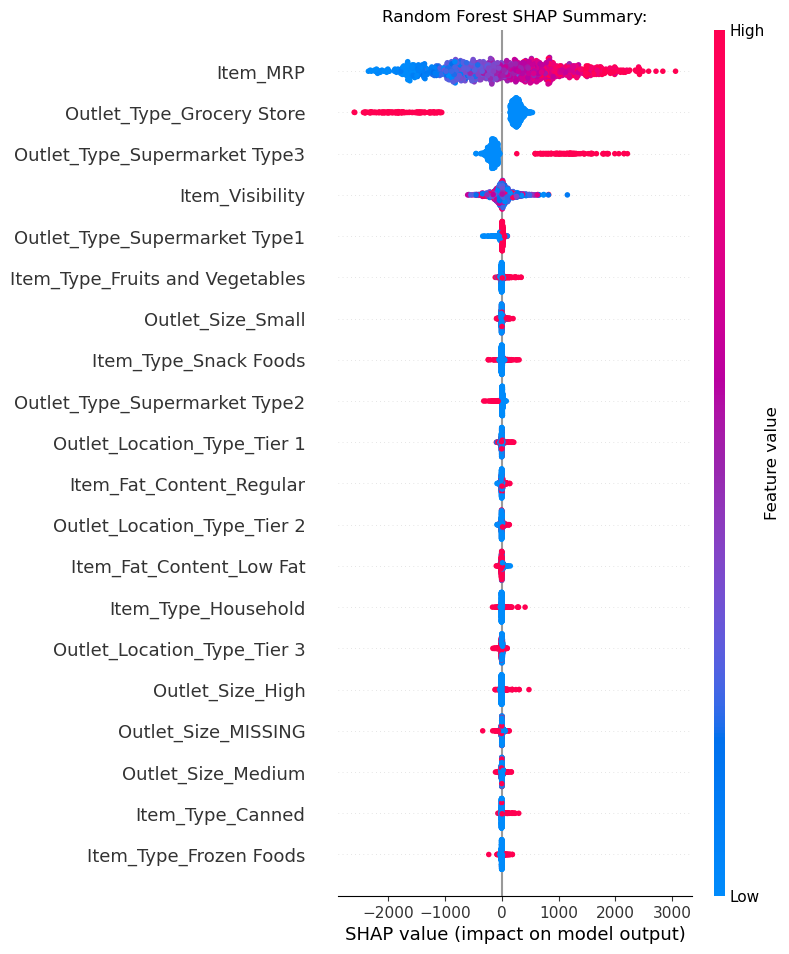 Random Forest SHAP Summary:
High
Item_MRP
Outlet_Type_Grocery Store
Outlet_Type_Supermarket Type3
Item_Visibility
Outlet_Type_Supermarket Type1
Item_Type_Fruits and Vegetables
Outlet_Size_Small
Item_Type_Snack Foods
Outlet_Type_Supermarket Type2
Outlet_Location_Type_Tier 1
Item_Fat_Content_Regular
Outlet_Location_Type_Tier 2
Item_Fat_Content_Low Fat
Item_Type_Household
Outlet_Location_Type_Tier 3
Outlet_Size_High
Outlet_Size_MISSING
Outlet_Size_Medium
Item_Type_Canned
Item_Type_Frozen Foods
Feature value
Low
−2000 −1000 0 1000 2000 3000
SHAP value (impact on model output)